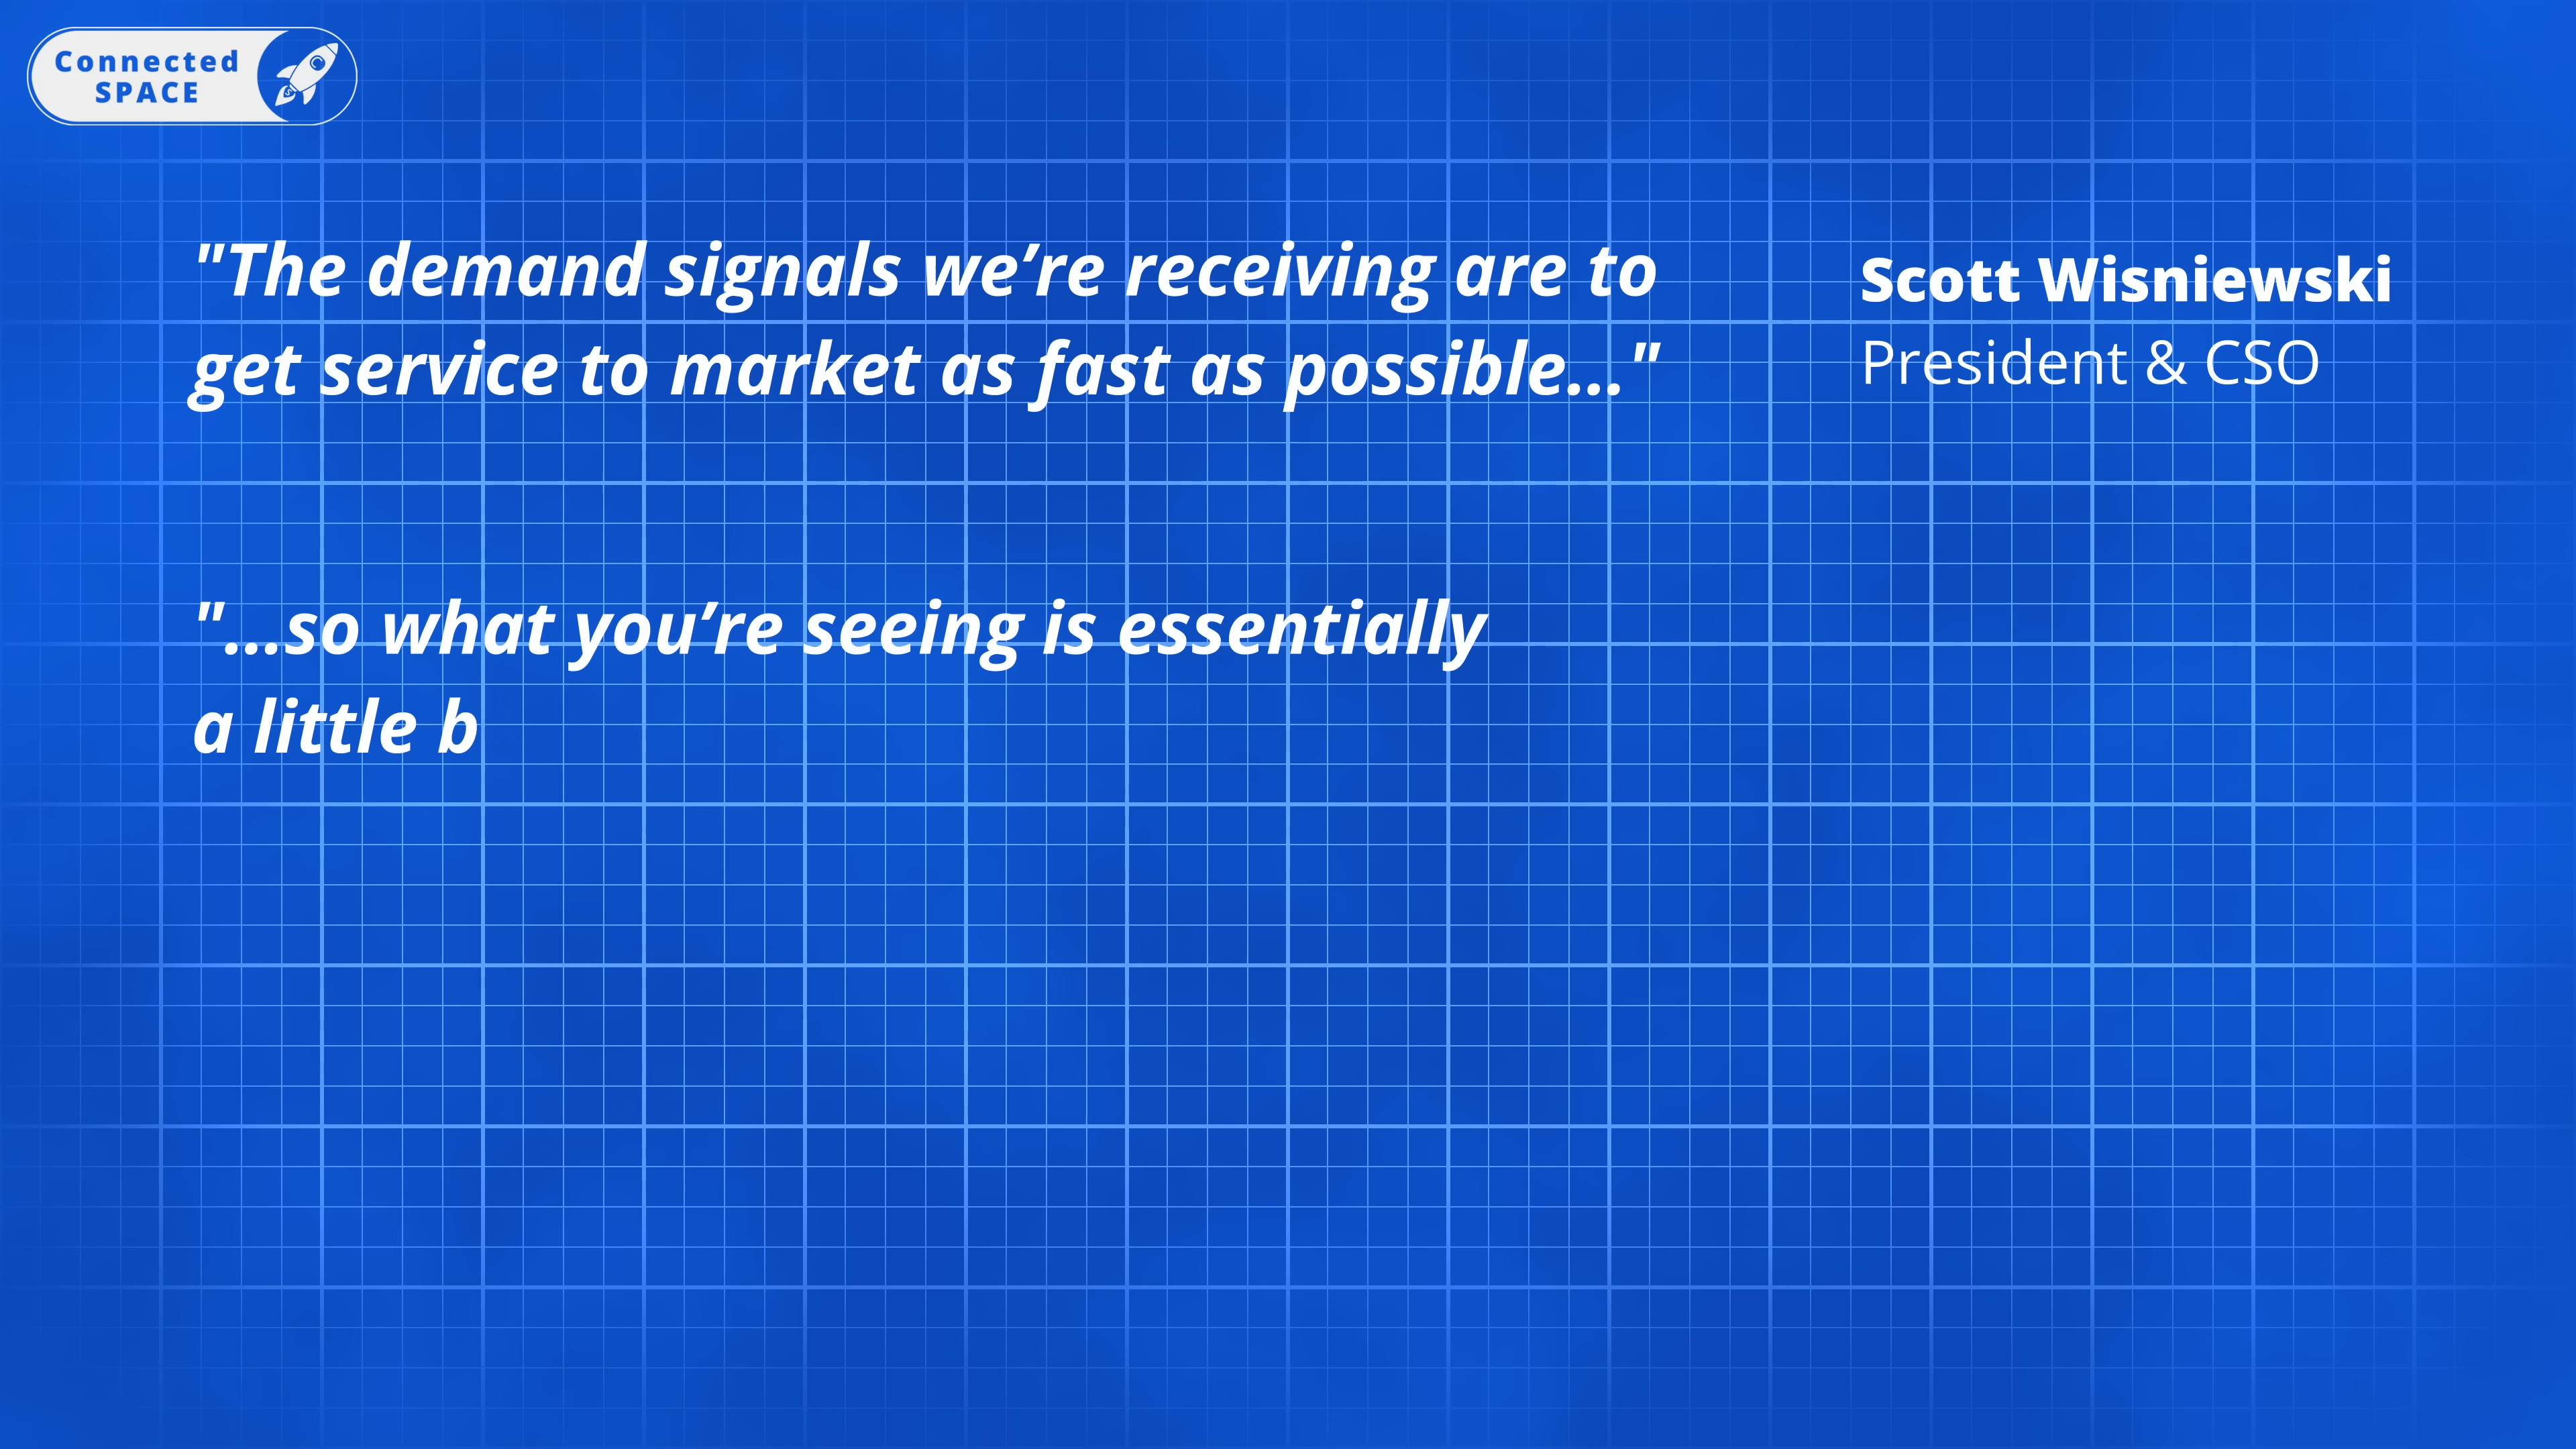 Connected
SPACE
"The demand signals we’re receiving are to
get service to market as fast as possible..."
Scott Wisniewski
President & CSO
"...so what you’re seeing is essentially
a little b